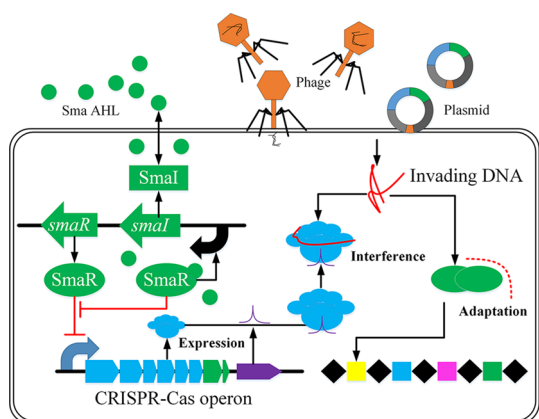 Phage
Sma AHL
Plasmid
SmaI
Invading DNA
smaR
smaI
Interference
SmaR
SmaR
Adaptation
Expression
CRISPR-Cas operon